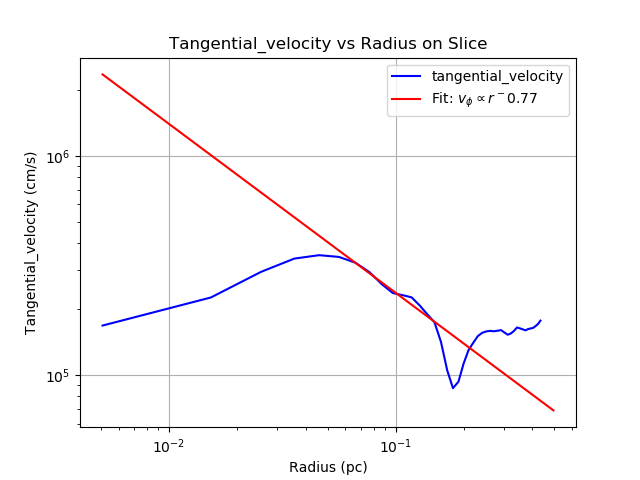 Tangential_velocity vs Radius on Slice
tangential_velocity
Fit: $v_\phi \propto r^-0.77$
10^6
10^5
Tangential_velocity (cm/s)
10^-2
10^-1
Radius (pc)